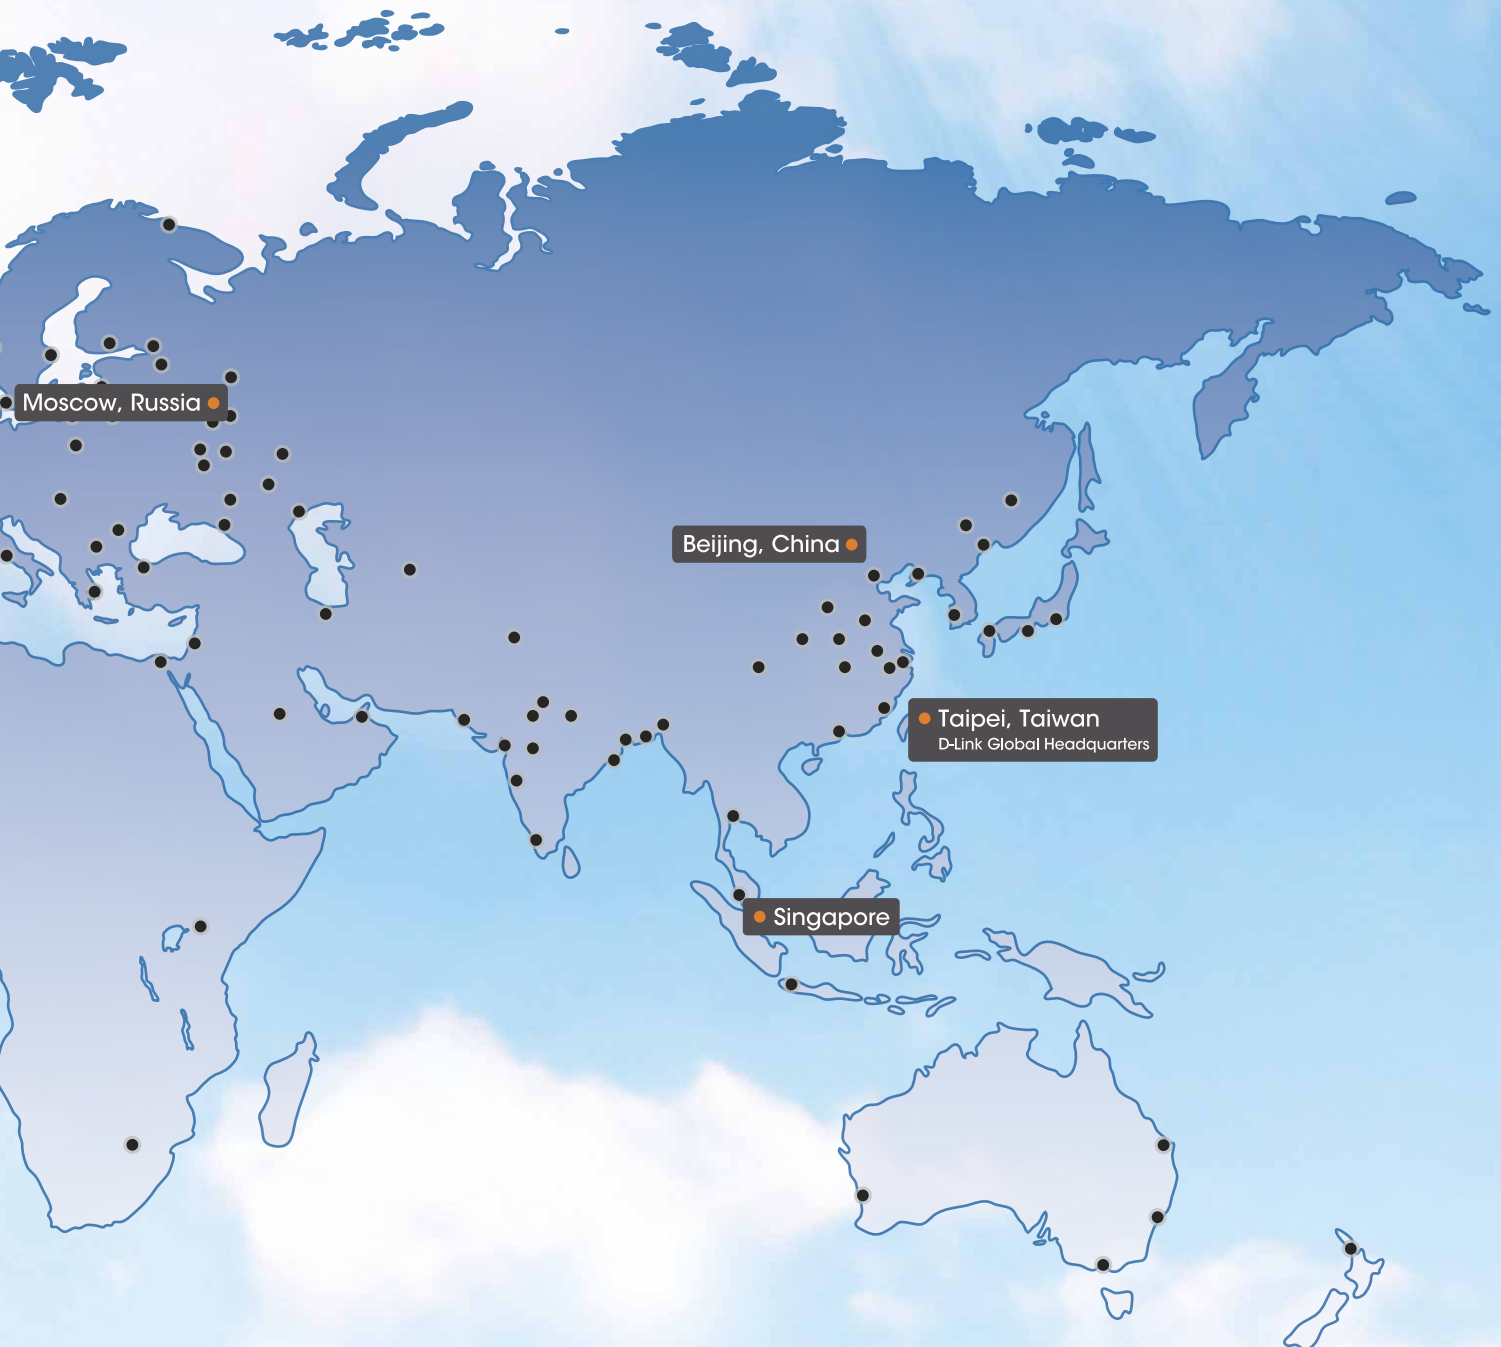 Moscow, Russia
Beijing, China
Taipei, Taiwan
D-Link Global Headquarters
Singapore